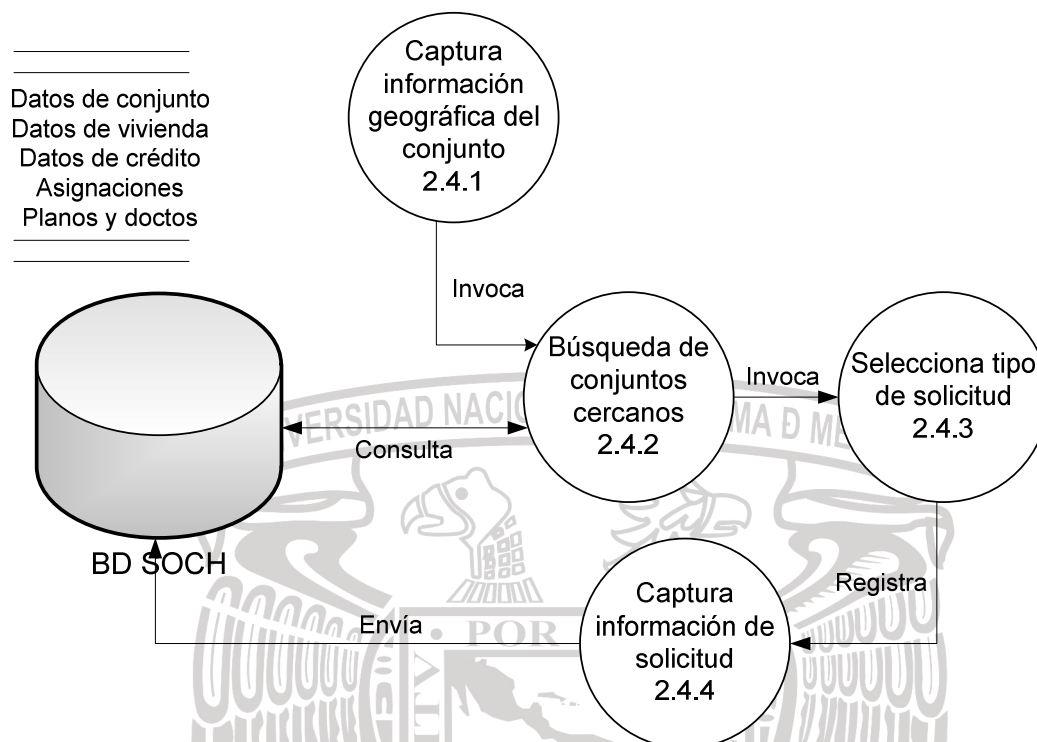 Datos de conjunto
Datos de vivienda
Datos de crédito
Asignaciones
Planos y doctos
Captura
información
geográfica del
conjunto
2.4.1
Invoca
Búsqueda de
conjuntos
cercanos
2.4.2
Invoca
Selecciona tipo
de solicitud
2.4.3
Consulta
BD SOCH
Registra
Captura
información de
solicitud
2.4.4
Envía
POR